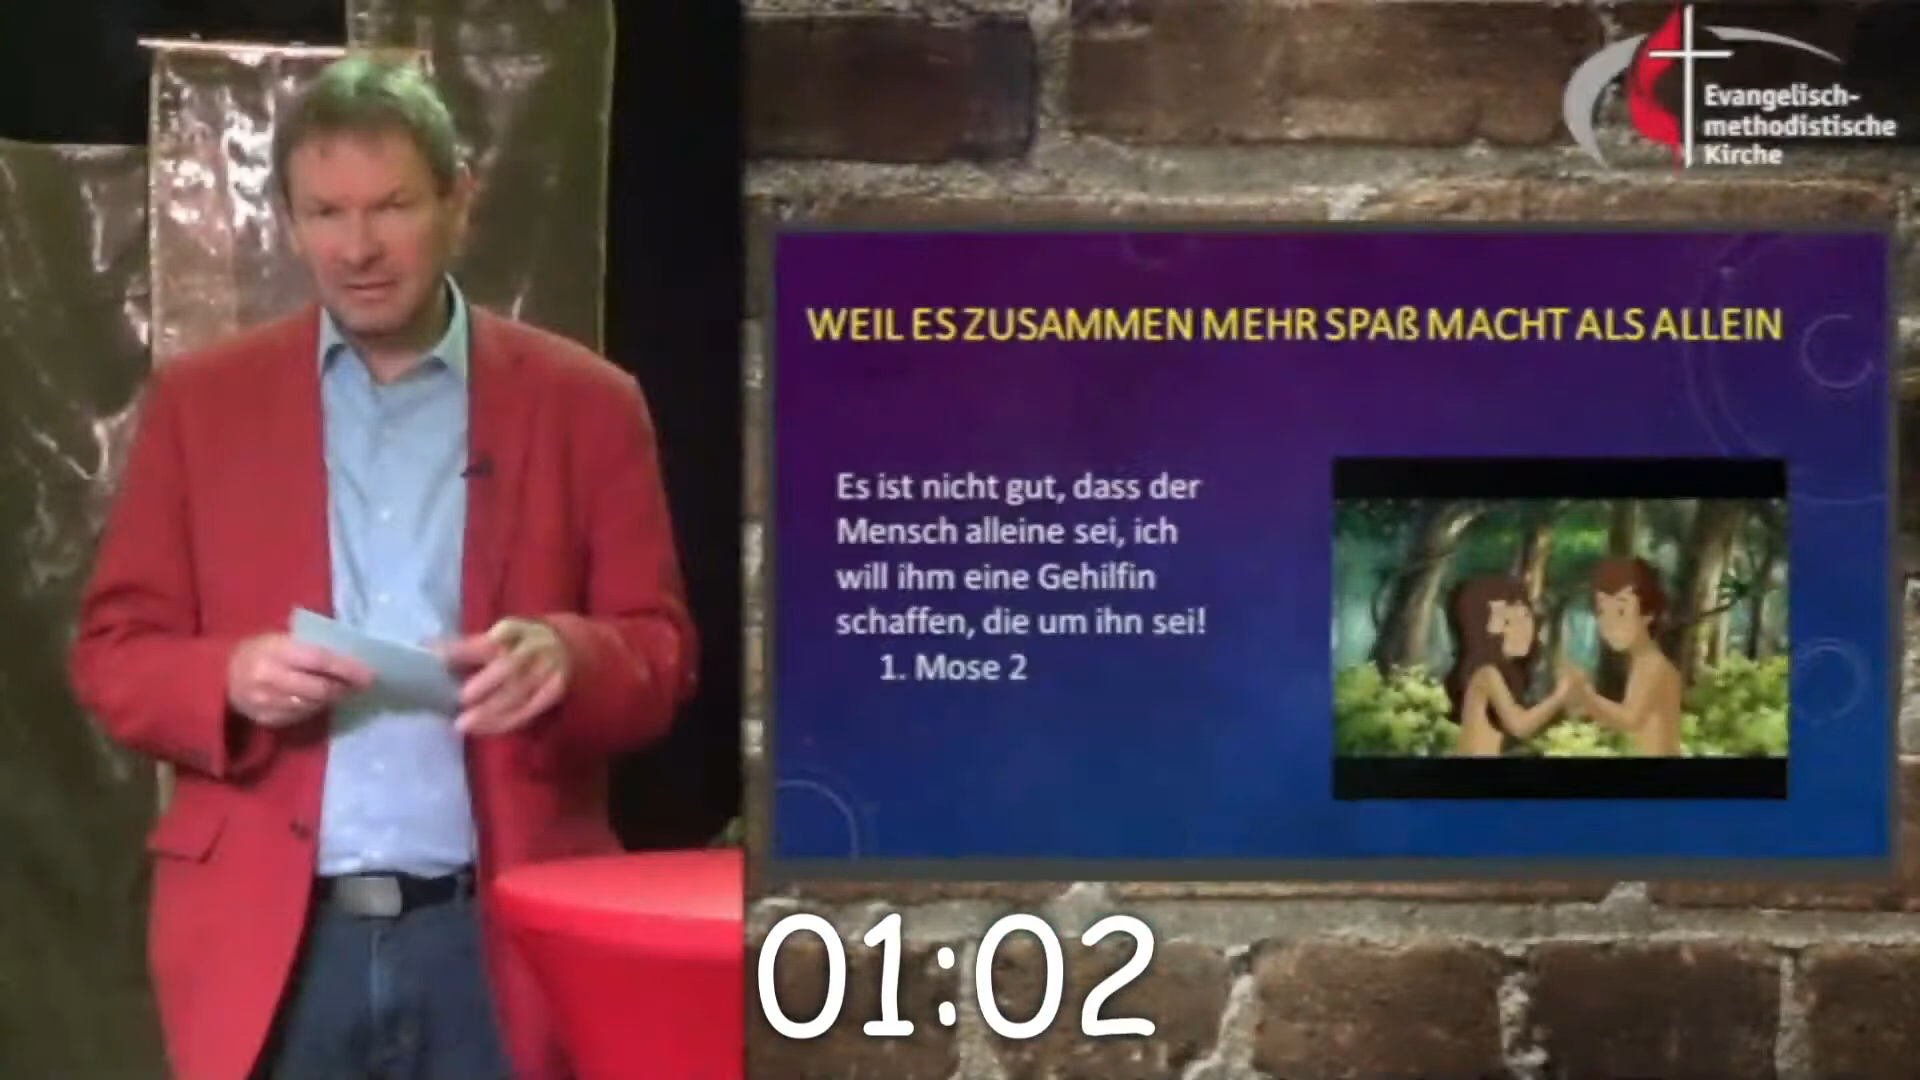 Evangelisch-
methodistische
Kirche
WEIL ES ZUSAMMEN MEHR SPAß MACHT ALS ALLEIN
Es ist nicht gut, dass der
Mensch alleine sei, ich
will ihm eine Gehilfin
schaffen, die um ihn sei!
1. Mose 2
01:02